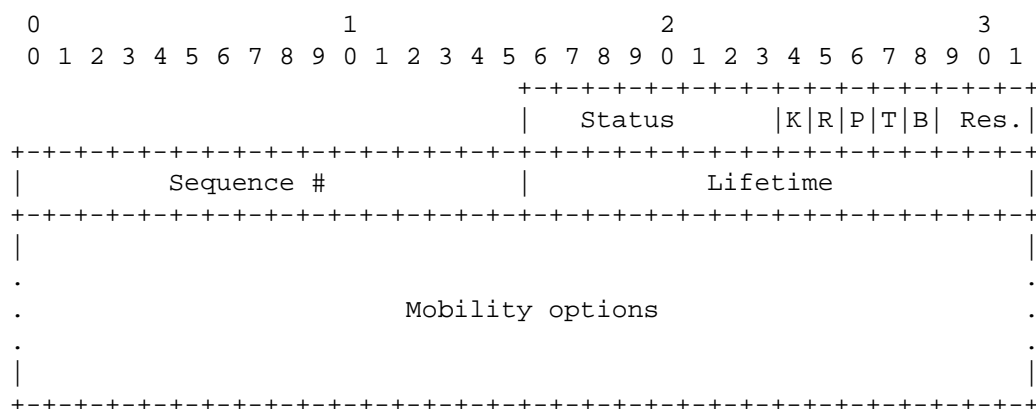 0                   1                   2                   3
 0 1 2 3 4 5 6 7 8 9 0 1 2 3 4 5 6 7 8 9 0 1 2 3 4 5 6 7 8 9 0 1
                                +-+-+-+-+-+-+-+-+-+-+-+-+-+-+-+-+
                                |   Status      |K|R|P|T|B| Res.|
+-+-+-+-+-+-+-+-+-+-+-+-+-+-+-+-+-+-+-+-+-+-+-+-+-+-+-+-+-+-+-+-+
|         Sequence #            |           Lifetime            |
+-+-+-+-+-+-+-+-+-+-+-+-+-+-+-+-+-+-+-+-+-+-+-+-+-+-+-+-+-+-+-+-+
|                                                               |
.                                                               .
.                        Mobility options                       .
.                                                               .
|                                                               |
+-+-+-+-+-+-+-+-+-+-+-+-+-+-+-+-+-+-+-+-+-+-+-+-+-+-+-+-+-+-+-+-+